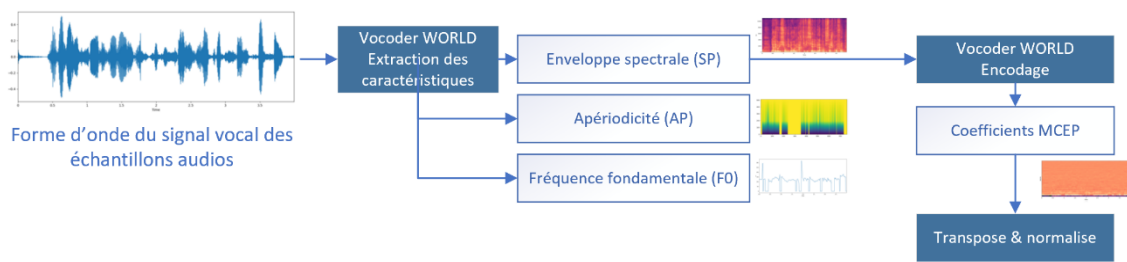 Vocoder WORLD
Extraction des
caractéristiques
Forme d'onde du signal vocal des
échantillons audios
Enveloppe spectrale (SP)
Apériodicité (AP)
Fréquence fondamentale (F0)
Vocoder WORLD
Encodage
Coefficients MCEP
Transpose & normalise